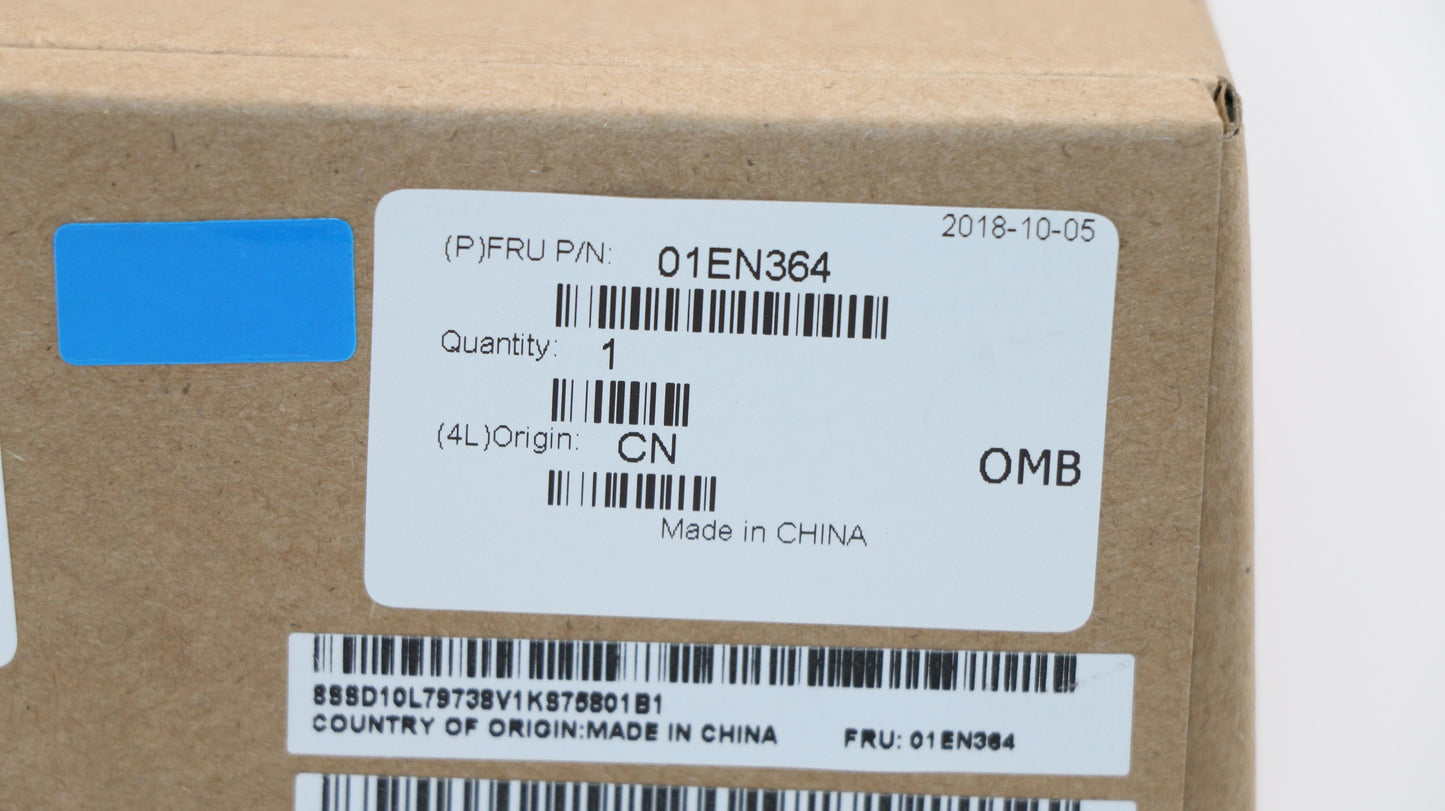 2018-10-05
(P)FRU P/N: 01EN364
Quantity: 1
(4L)Origin: CN
OMB
Made in CHINA
8SSD10L79738V1KS75801B1
COUNTRY OF ORIGIN:MADE IN CHINA FRU: 01EN364